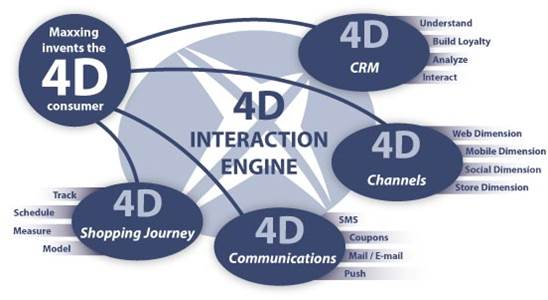 Maxxing
invents the
4D
consumer
4D
CRM
Understand
Build Loyalty
Analyze
Interact
4D
INTERACTION
ENGINE
4D
Channels
Web Dimension
Mobile Dimension
Social Dimension
Store Dimension
Track
Schedule
Measure
Model
4D
Shopping Journey
4D
Communications
SMS
Coupons
Mail / E-mail
Push